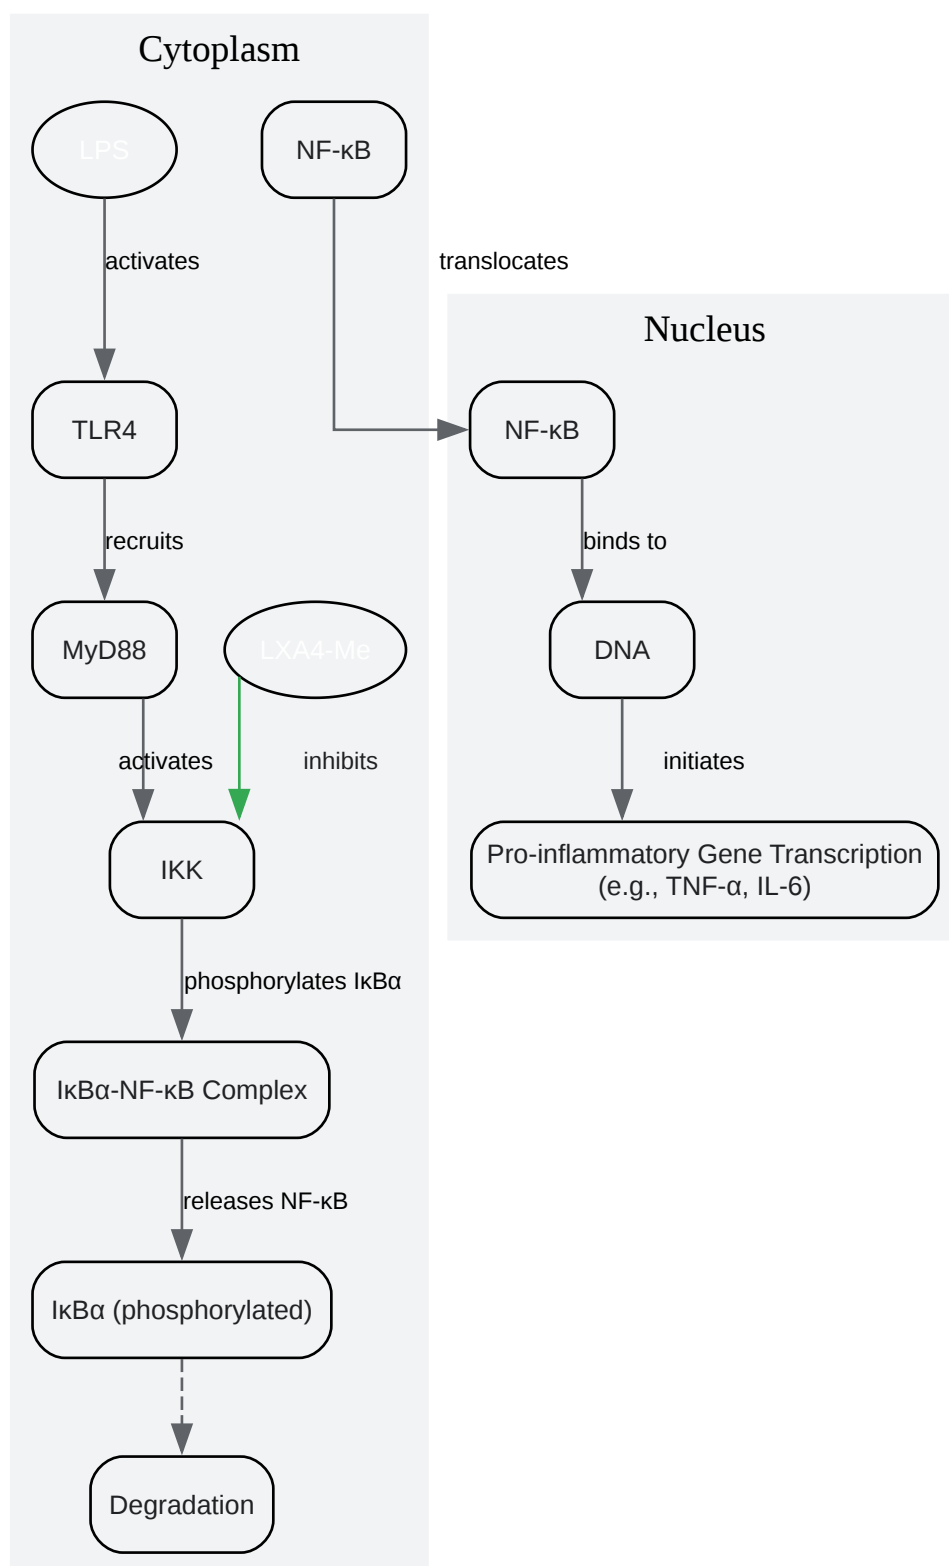 Cytoplasm
LPS
NF-κB
activates
translocates
Nucleus
TLR4
NF-κB
recruits
binds to
MyD88
LXA4-Me
DNA
activates
inhibits
initiates
IKK
Pro-inflammatory Gene Transcription
(e.g., TNF-α, IL-6)
phosphorylates IκBα
IκBα-NF-κB Complex
releases NF-κB
IκBα (phosphorylated)
Degradation